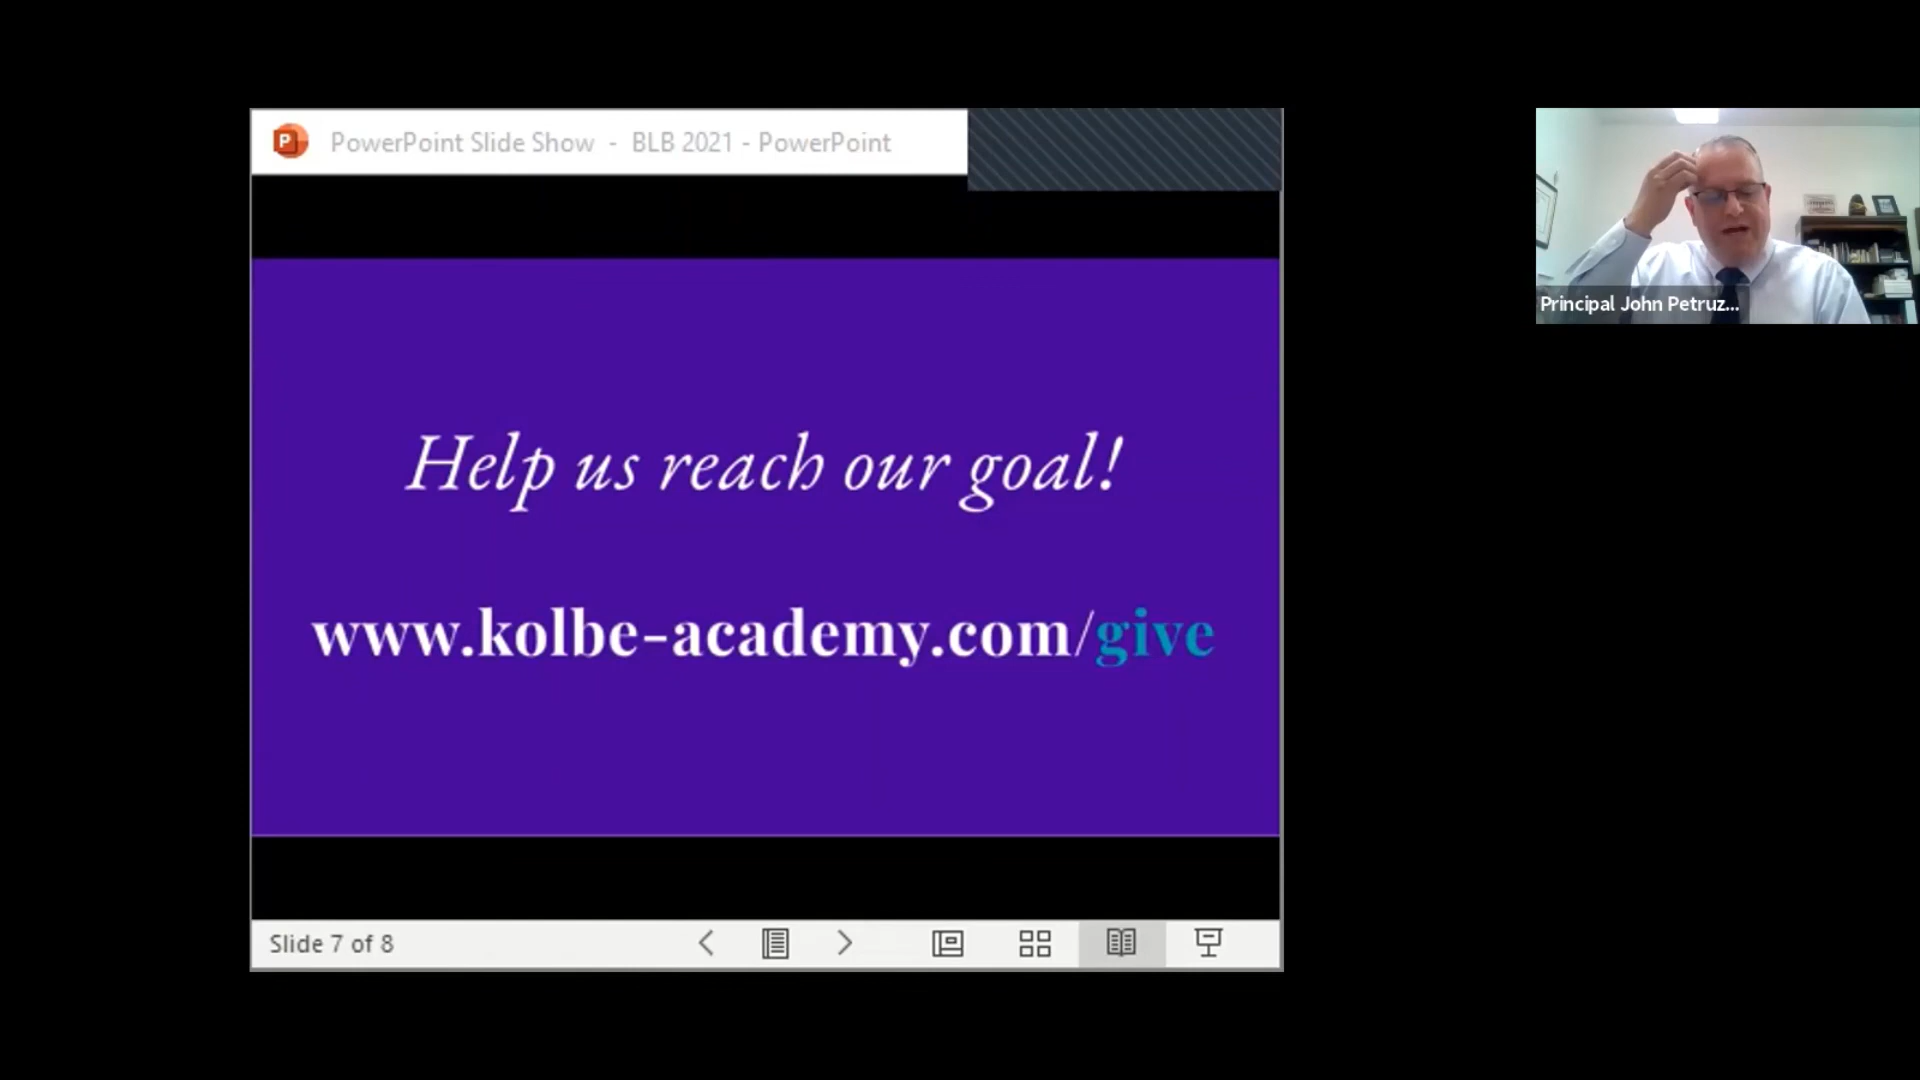 PowerPoint Slide Show - BLB 2021 - PowerPoint
Help us reach our goal!
www.kolbe-academy.com/give
Slide 7 of 8
Principal John Petruz...